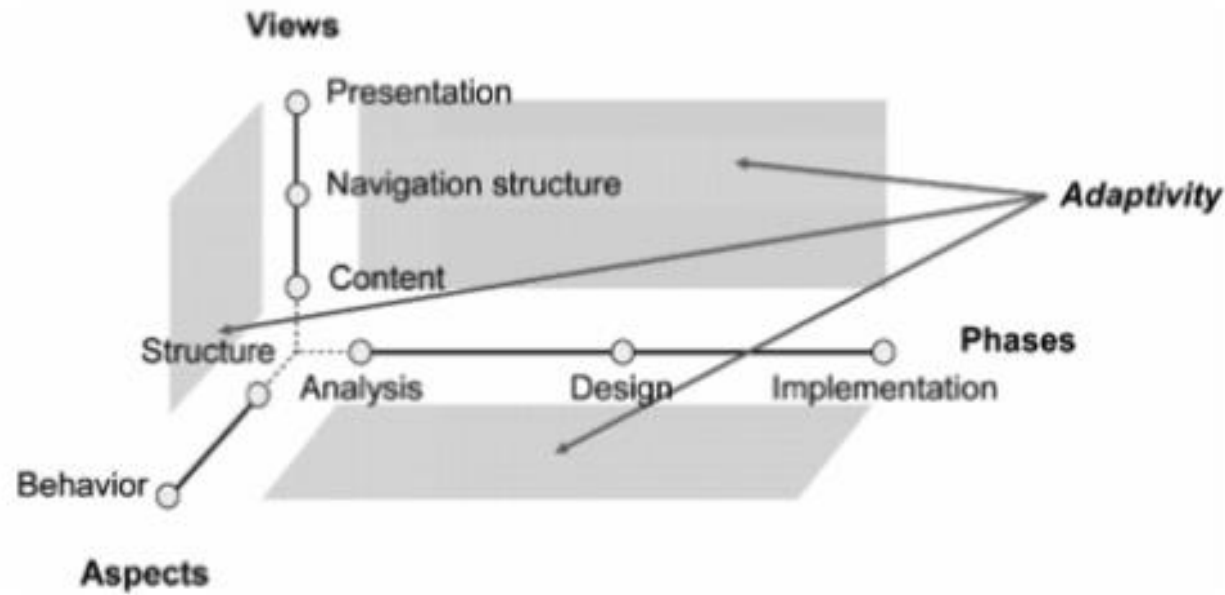 Views
Presentation
Navigation structure
Adaptivity
Content
Structure
Phases
Analysis
Design
Implementation
Behavior
Aspects